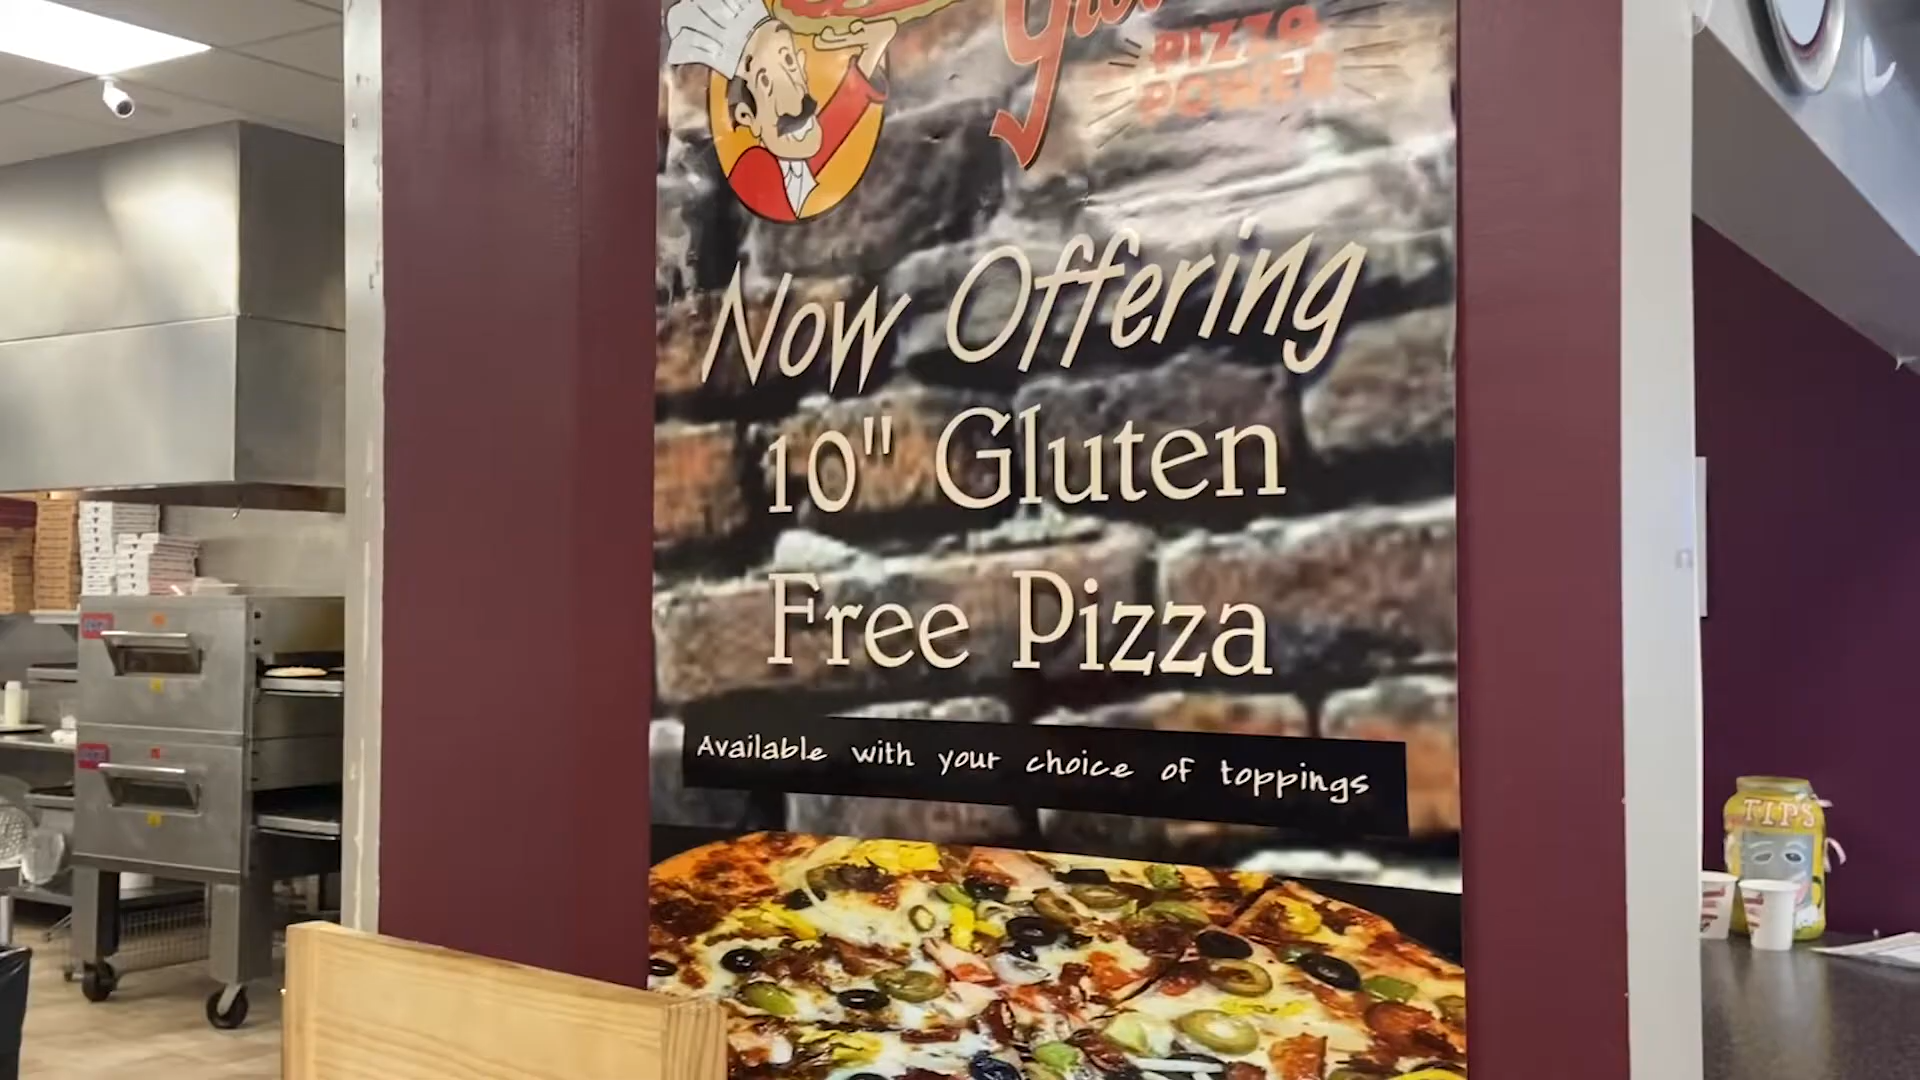 PIZZA
POWER
Now Offering
10" Gluten
Free Pizza
Available with your choice of toppings
TIPS